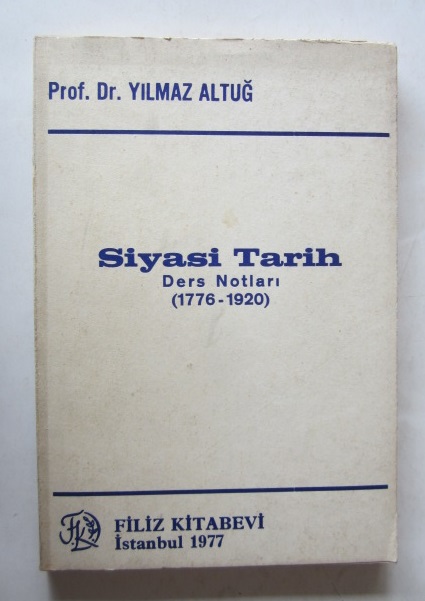 Prof. Dr. YILMAZ ALTUĞ
Siyasi Tarih
Ders Notları
(1776-1920)
FİLİZ KİTABEVİ
İstanbul 1977